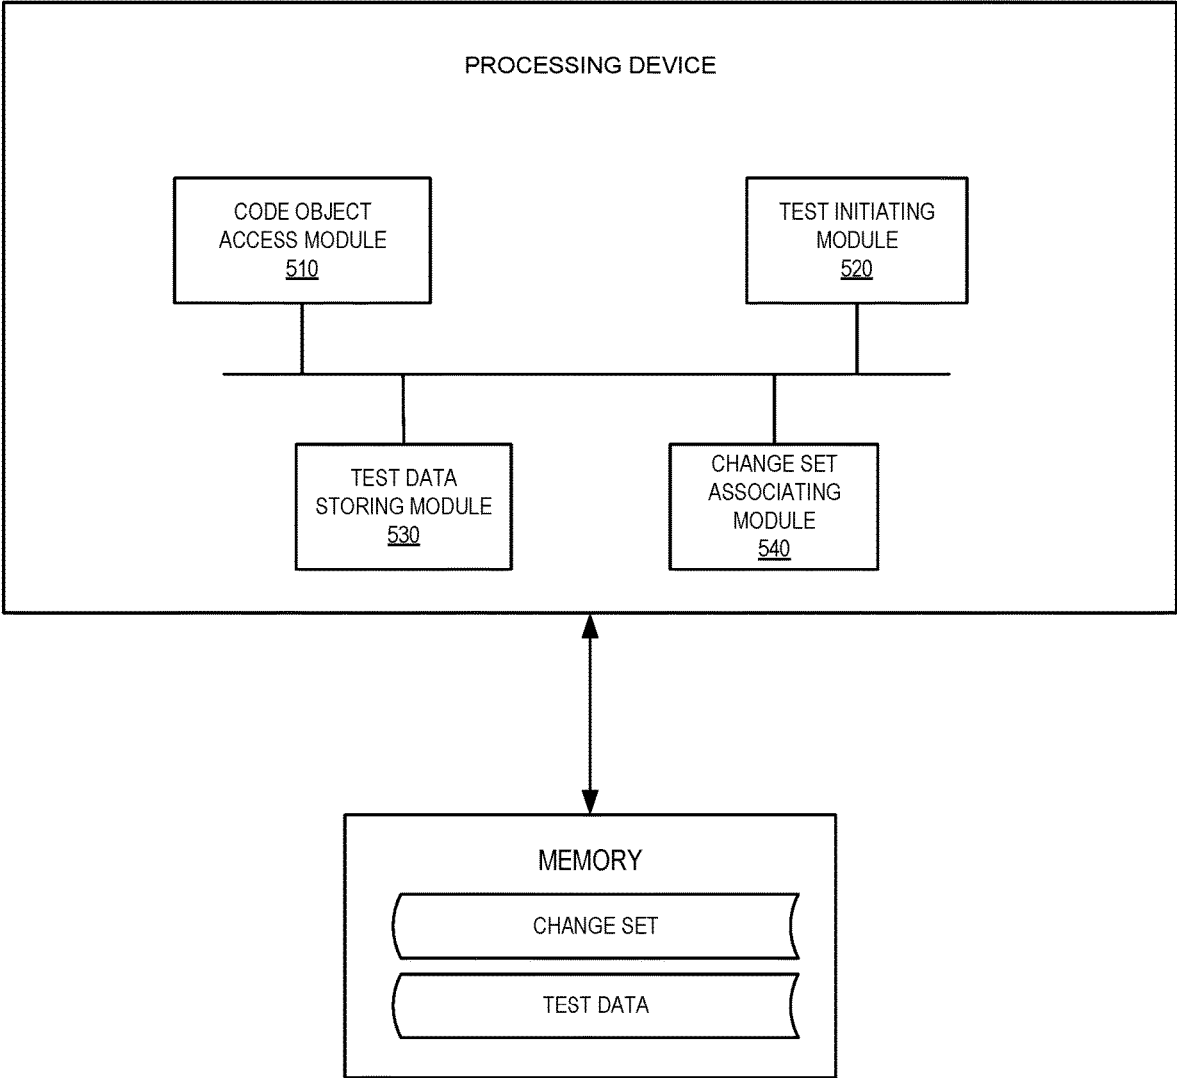 PROCESSING DEVICE
CODE OBJECT
ACCESS MODULE
510
TEST INITIATING
MODULE
520
TEST DATA
STORING MODULE
530
CHANGE SET
ASSOCIATING
MODULE
540
MEMORY
CHANGE SET
TEST DATA